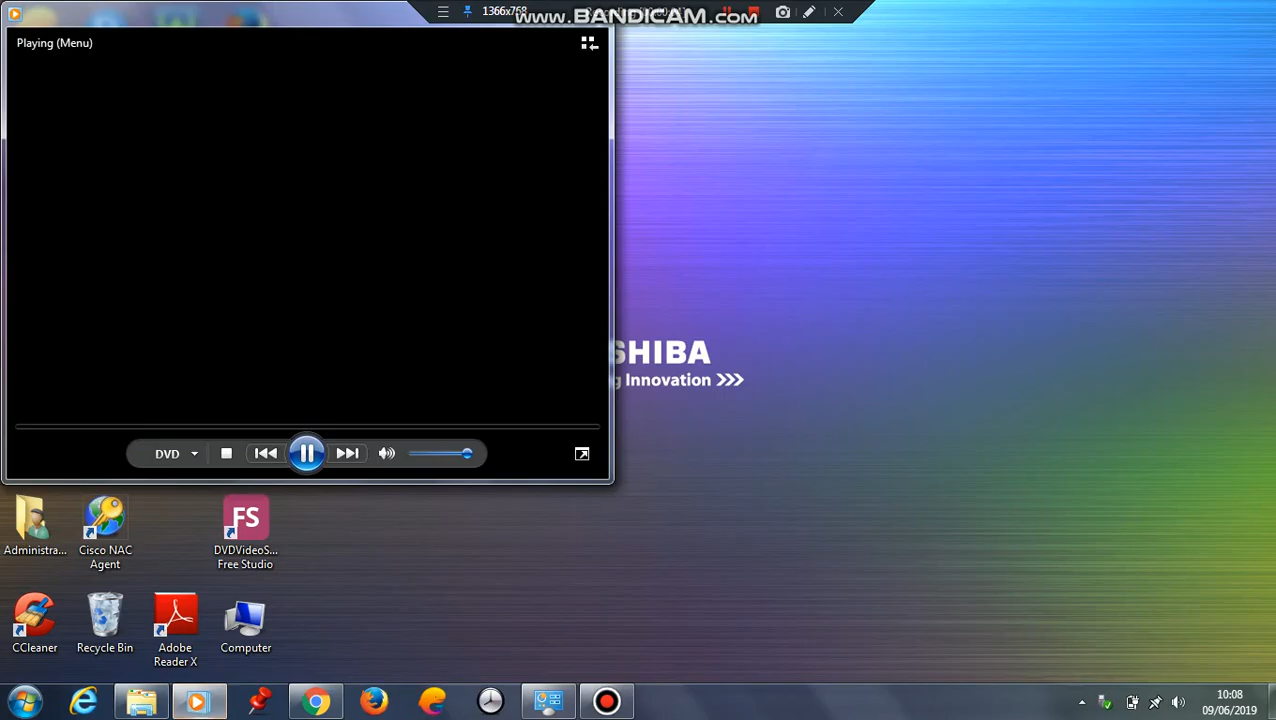 1366x768
www.BANDICAM.com
Playing (Menu)
SHIBA
g Innovation >>>
DVD
Administra...
Cisco NAC
Agent
FS
DVDVideoS...
Free Studio
CCleaner
Recycle Bin
Adobe
Reader X
Computer
10:08
09/06/2019